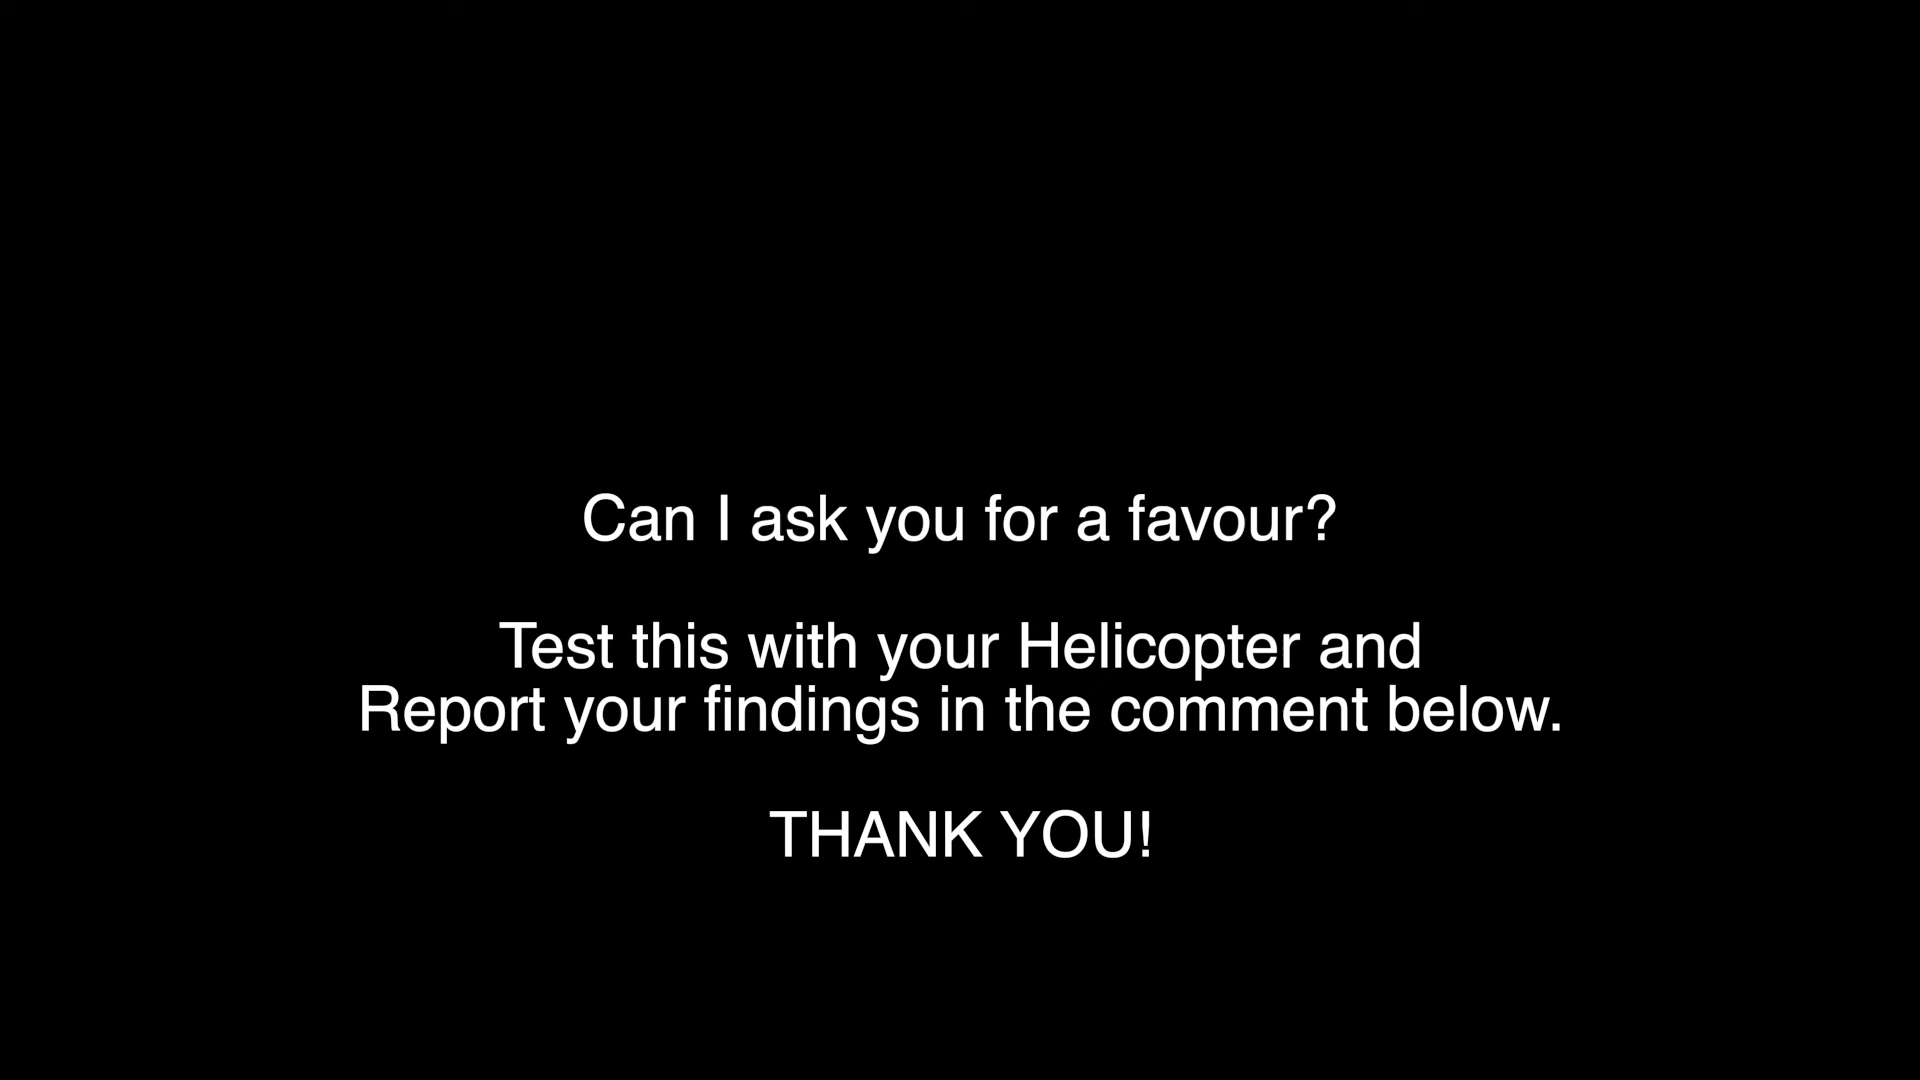 Can I ask you for a favour?
Test this with your Helicopter and
Report your findings in the comment below.
THANK YOU!